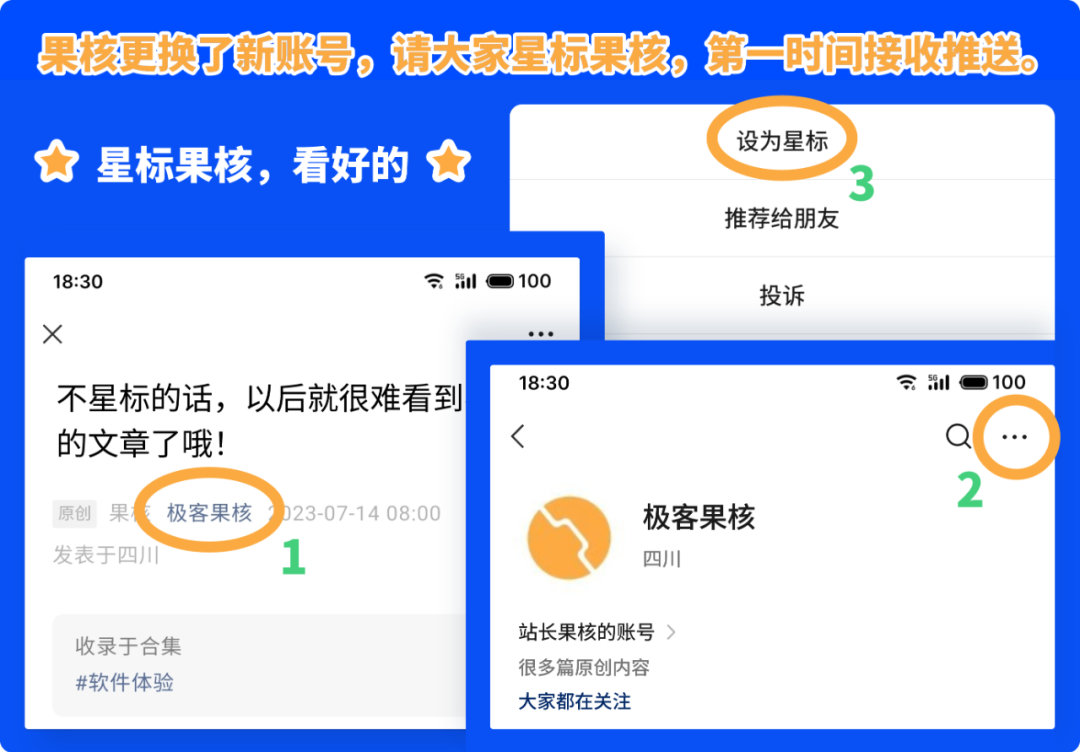 果核更换了新账号，请大家星标果核，第一时间接收推送。
星标果核，看好的
设为星标
3
推荐给朋友
投诉
18:30
5G
100
不星标的话，以后就很难看到
的文章了哦！
原创 果核 极客果核 2023-07-14 08:00
1
发表于四川
收录于合集
#软件体验
18:30
5G
100
2
极客果核
四川
站长果核的账号
很多篇原创内容
大家都在关注